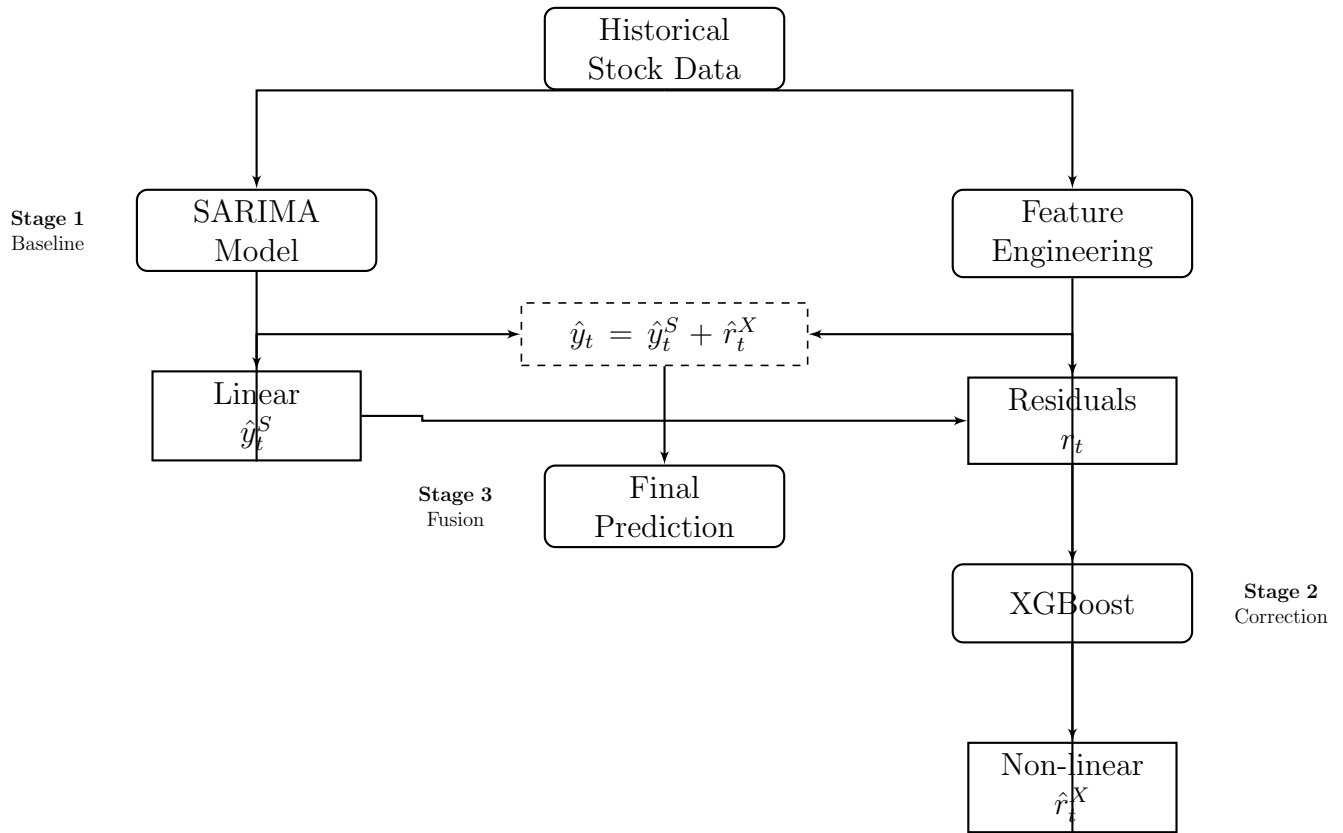 Historical
Stock Data
Stage 1
Baseline
SARIMA
Model
Feature
Engineering
ŷ_t = ŷ_t^S + r̂_t^X
Linear
ŷ_t^S
Residuals
r_t
Stage 3
Fusion
Final
Prediction
XGBoost
Stage 2
Correction
Non-linear
r̂_t^X